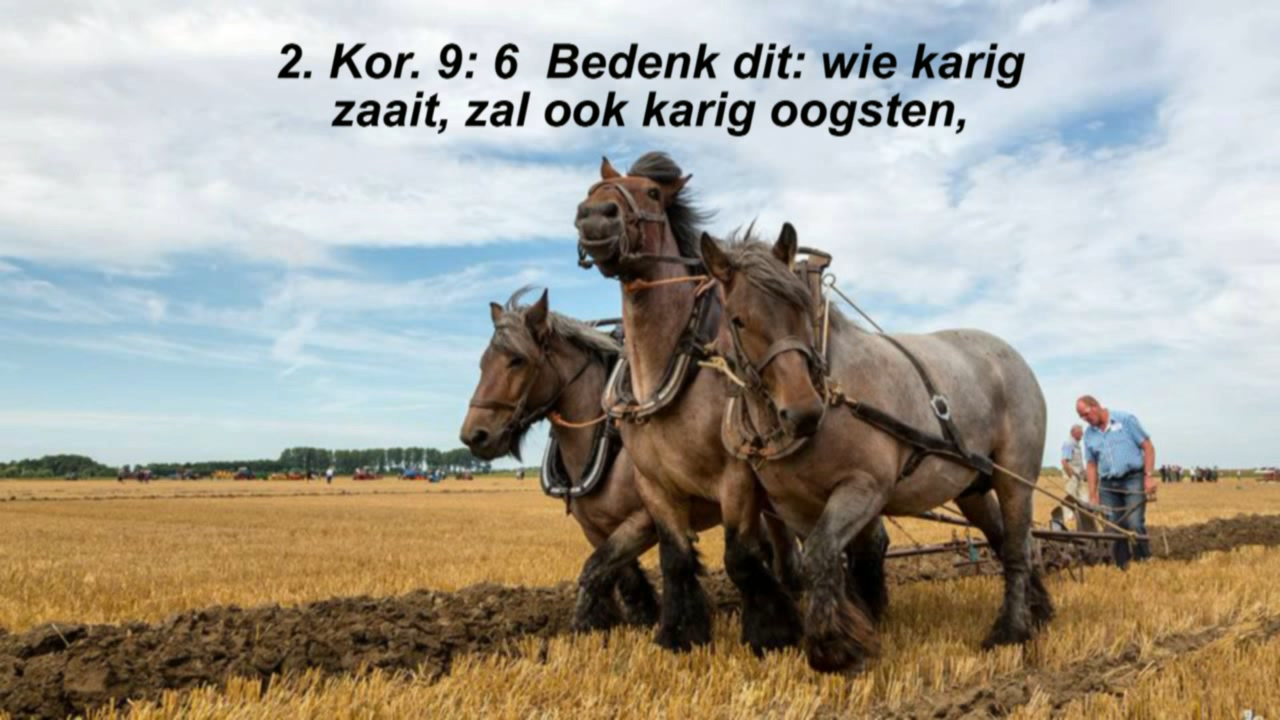 2. Kor. 9: 6 Bedenk dit: wie karig
zaait, zal ook karig oogsten,